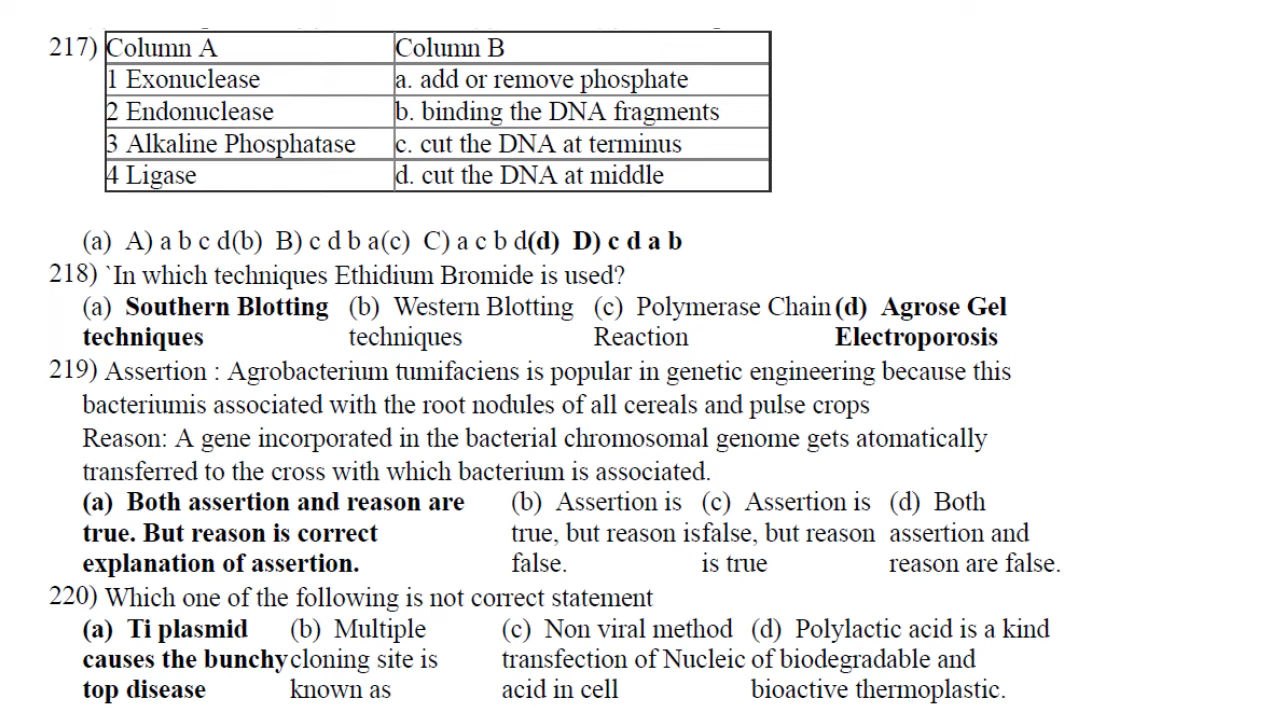 217) Column A Column B
1 Exonuclease a. add or remove phosphate
2 Endonuclease b. binding the DNA fragments
3 Alkaline Phosphatase c. cut the DNA at terminus
4 Ligase d. cut the DNA at middle
(a) A) a b c d(b) B) c d b a(c) C) a c b d(d) D) c d a b
218) `In which techniques Ethidium Bromide is used?
(a) Southern Blotting (b) Western Blotting (c) Polymerase Chain (d) Agrose Gel
techniques techniques Reaction Electroporosis
219) Assertion : Agrobacterium tumifaciens is popular in genetic engineering because this
bacteriumis associated with the root nodules of all cereals and pulse crops
Reason: A gene incorporated in the bacterial chromosomal genome gets atomatically
transferred to the cross with which bacterium is associated.
(a) Both assertion and reason are (b) Assertion is (c) Assertion is (d) Both
true. But reason is correct true, but reason is false, but reason assertion and
explanation of assertion. false. is true reason are false.
220) Which one of the following is not correct statement
(a) Ti plasmid (b) Multiple (c) Non viral method (d) Polylactic acid is a kind
causes the bunchy cloning site is transfection of Nucleic of biodegradable and
top disease known as acid in cell bioactive thermoplastic.